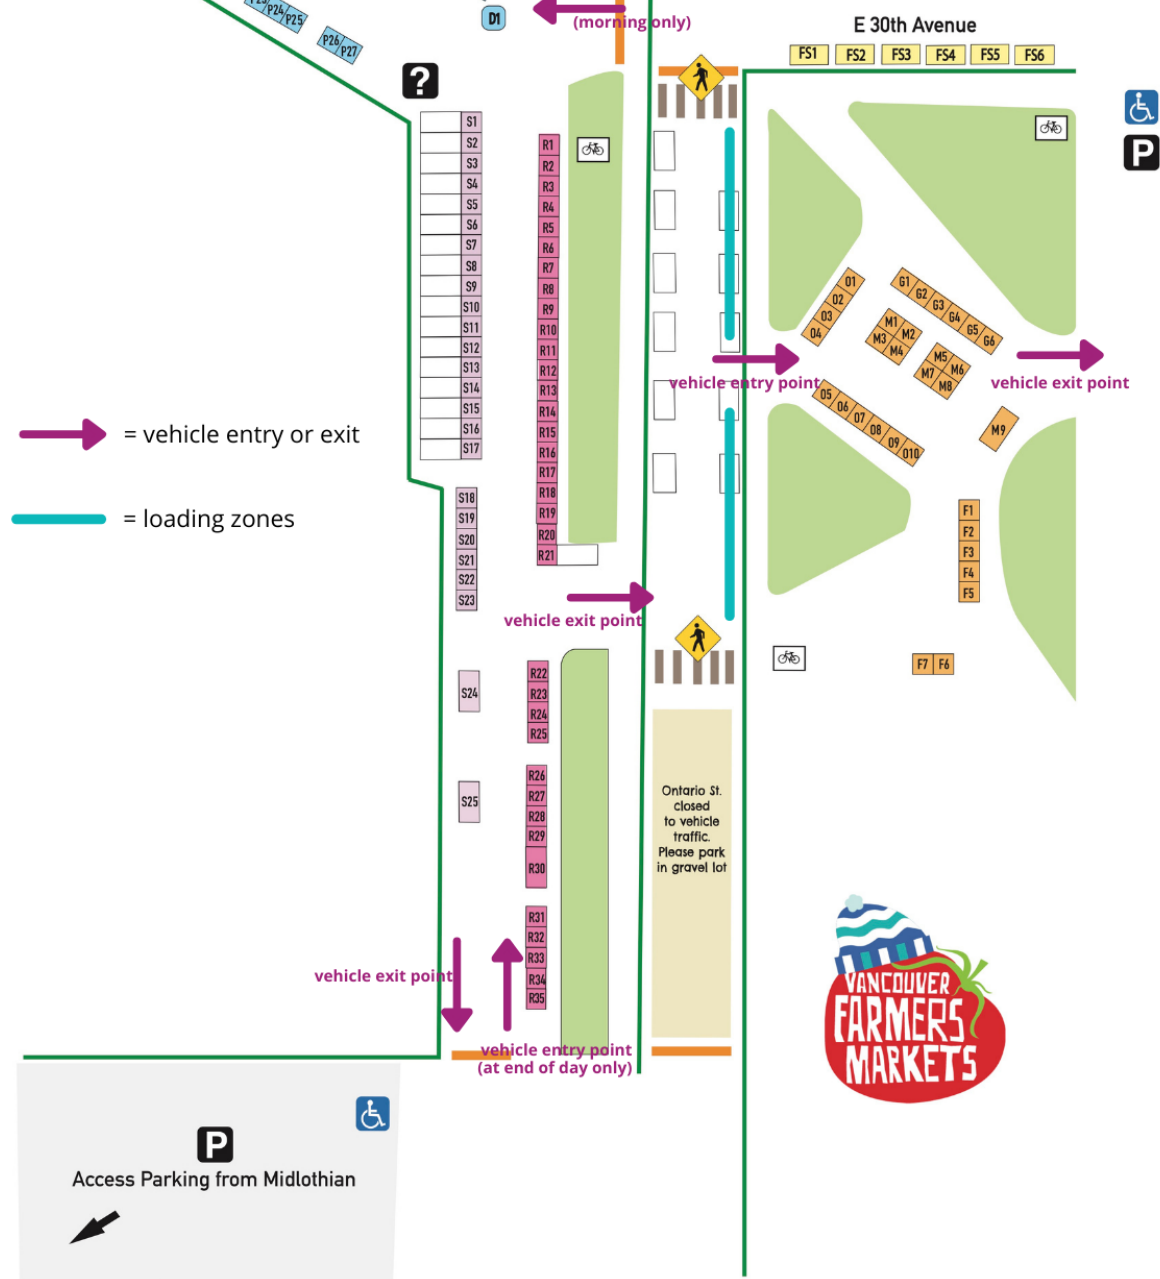 P23
P24
P25
P26
P27
D1
(morning only)
E 30th Avenue
FS1 FS2 FS3 FS4 FS5 FS6
?
P
S1
S2
S3
S4
S5
S6
S7
S8
S9
S10
S11
S12
S13
S14
S15
S16
S17
S18
S19
S20
S21
S22
S23
S24
S25
R1
R2
R3
R4
R5
R6
R7
R8
R9
R10
R11
R12
R13
R14
R15
R16
R17
R18
R19
R20
R21
R22
R23
R24
R25
R26
R27
R28
R29
R30
R31
R32
R33
R34
R35
O1
O2
O3
O4
G1
G2
G3
G4
G5
G6
M1
M2
M3
M4
M5
M6
M7
M8
M9
vehicle entry point
vehicle exit point
O5
O6
O7
O8
O9
O10
F1
F2
F3
F4
F5
F7 F6
= vehicle entry or exit
= loading zones
vehicle exit point
Ontario St.
closed
to vehicle
traffic.
Please park
in gravel lot
vehicle exit point
vehicle entry point
(at end of day only)
VANCOUVER
FARMERS
MARKETS
P
Access Parking from Midlothian